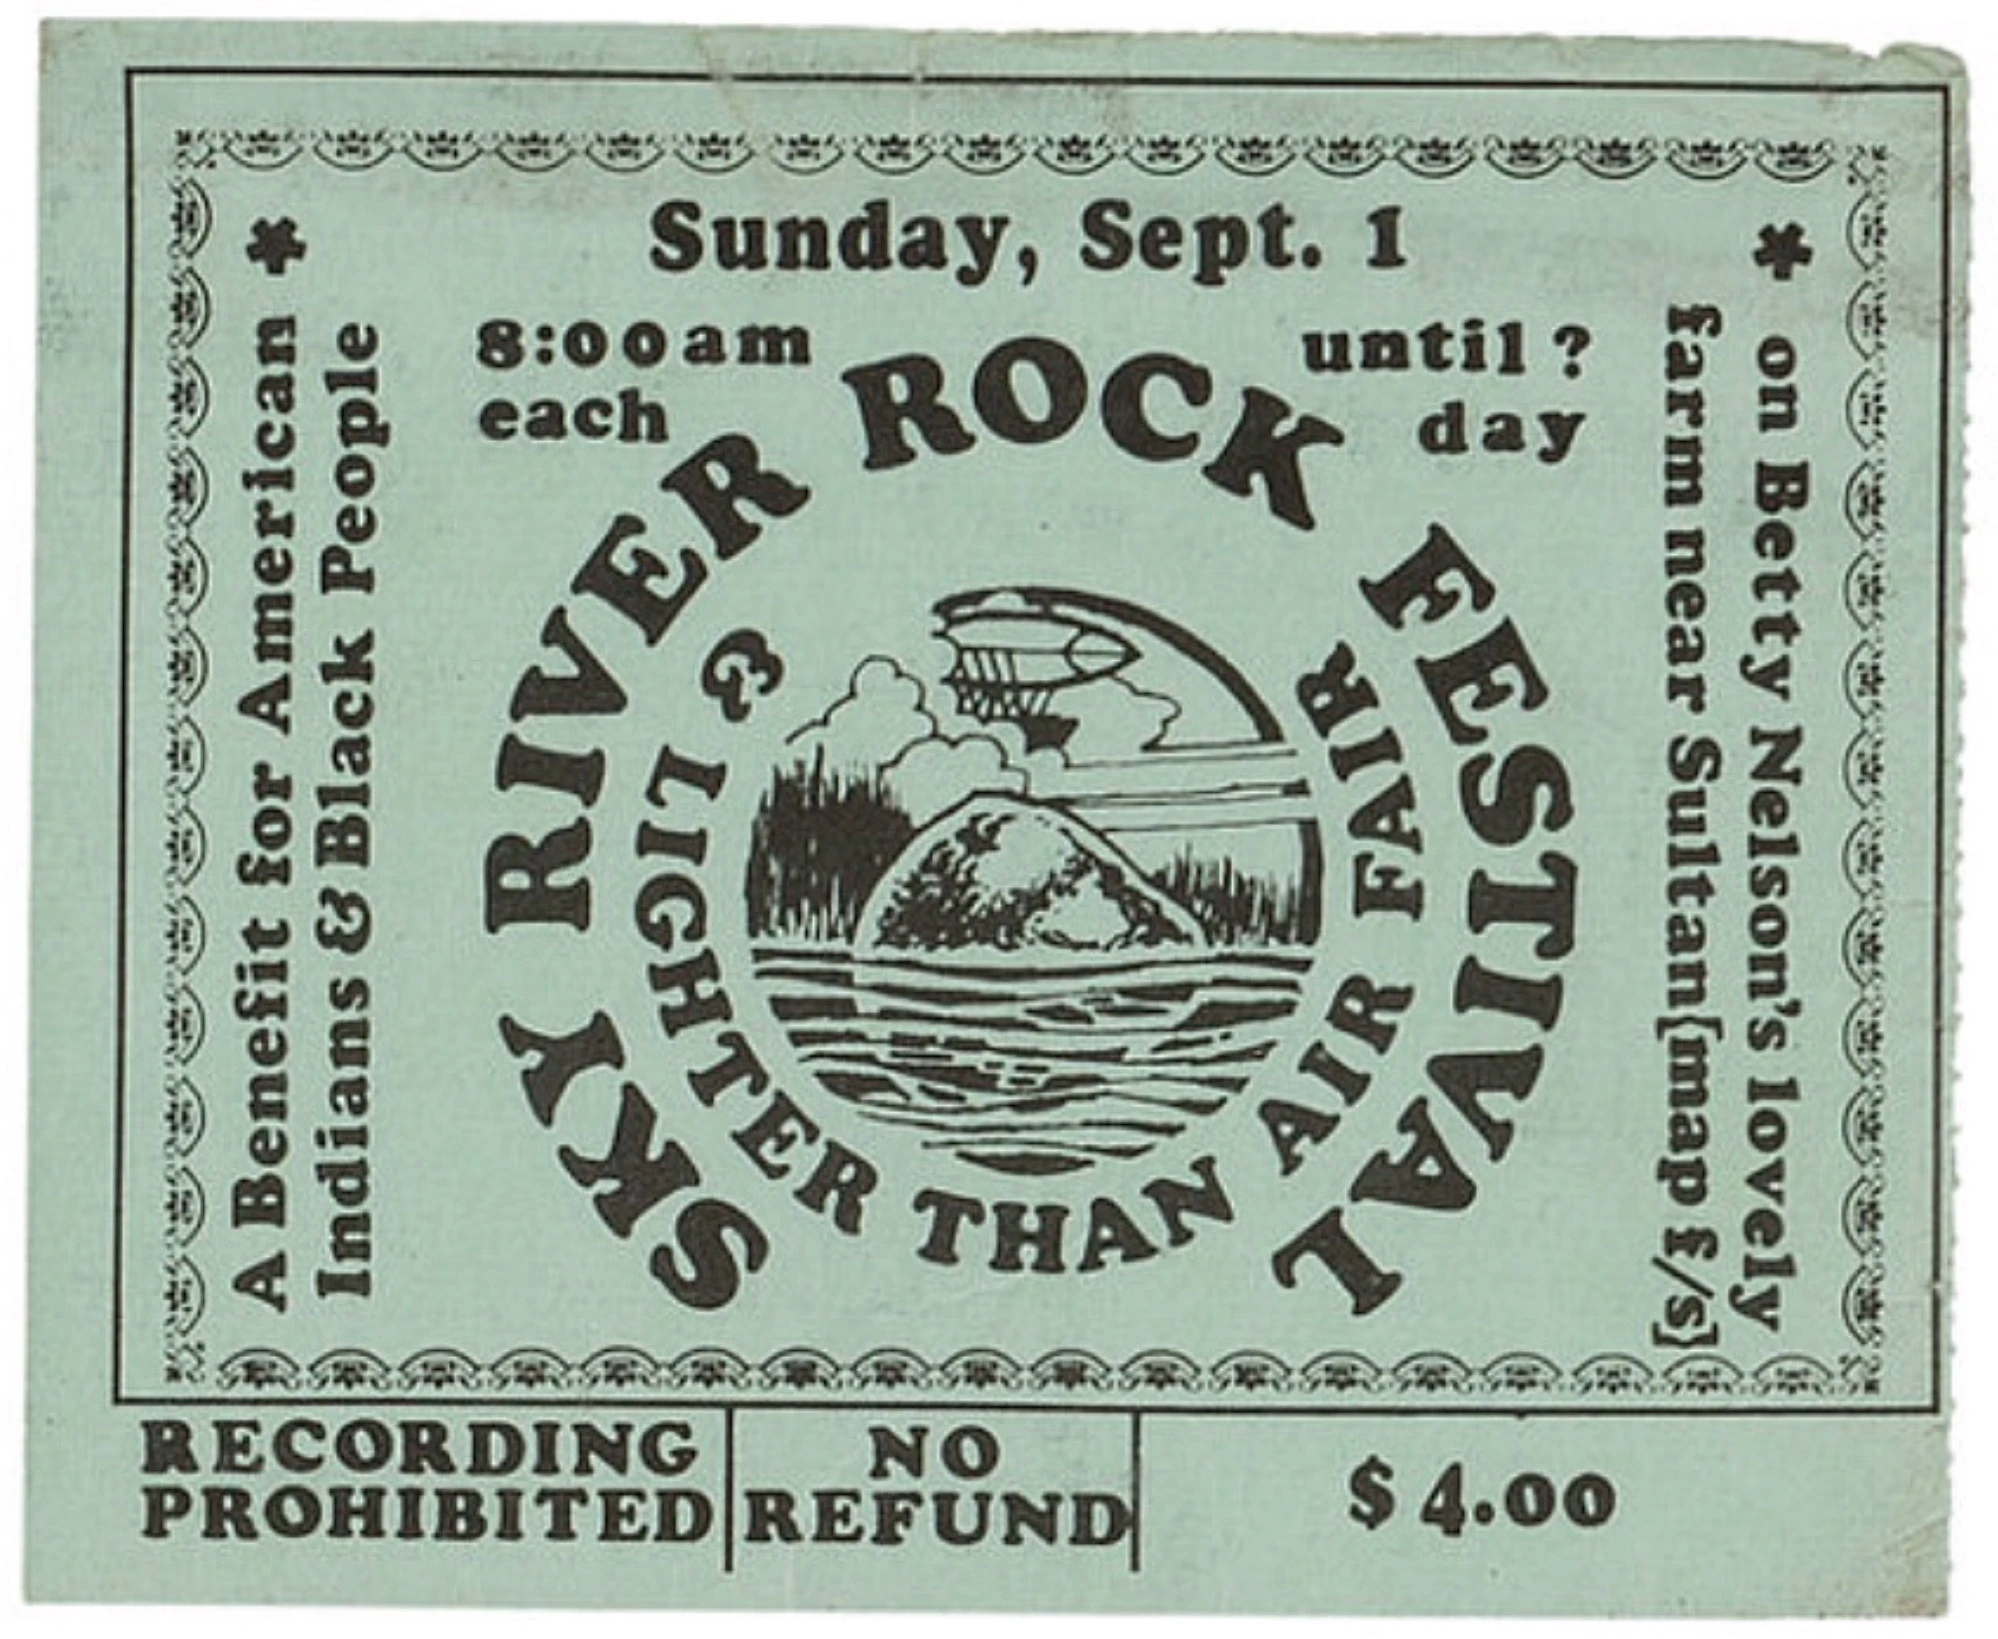 Sunday, Sept. 1
8:00am until ?
each day
SKY RIVER ROCK FESTIVAL
& LIGHTER THAN AIR FAIR
* A Benefit for American
Indians & Black People
* on Betty Nelson's lovely
farm near Sultan[map f/s]
RECORDING
PROHIBITED
NO
REFUND
$4.00